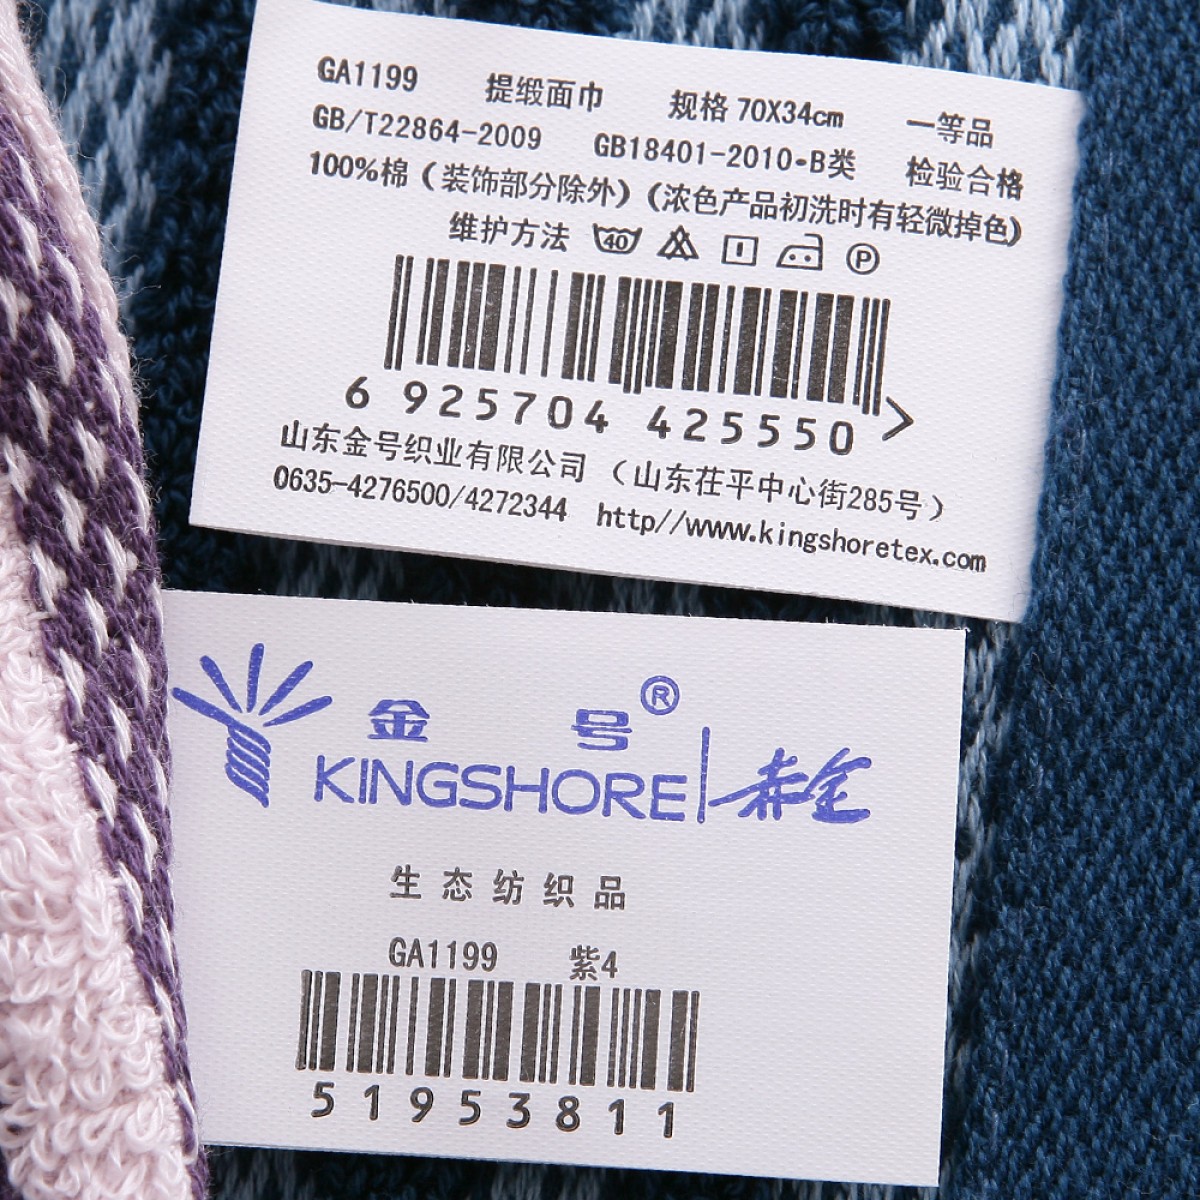 GA1199 提缎面巾 规格 70X34cm 一等品
GB/T22864-2009 GB18401-2010•B类 检验合格
100%棉（装饰部分除外）(浓色产品初洗时有轻微掉色)
维护方法 40 P
6 925704 425550 >
山东金号织业有限公司 （山东茌平中心街285号）
0635-4276500/4272344 http//www.kingshoretex.com
金号®
KINGSHORE 赤金
生态纺织品
GA1199 紫4
51953811